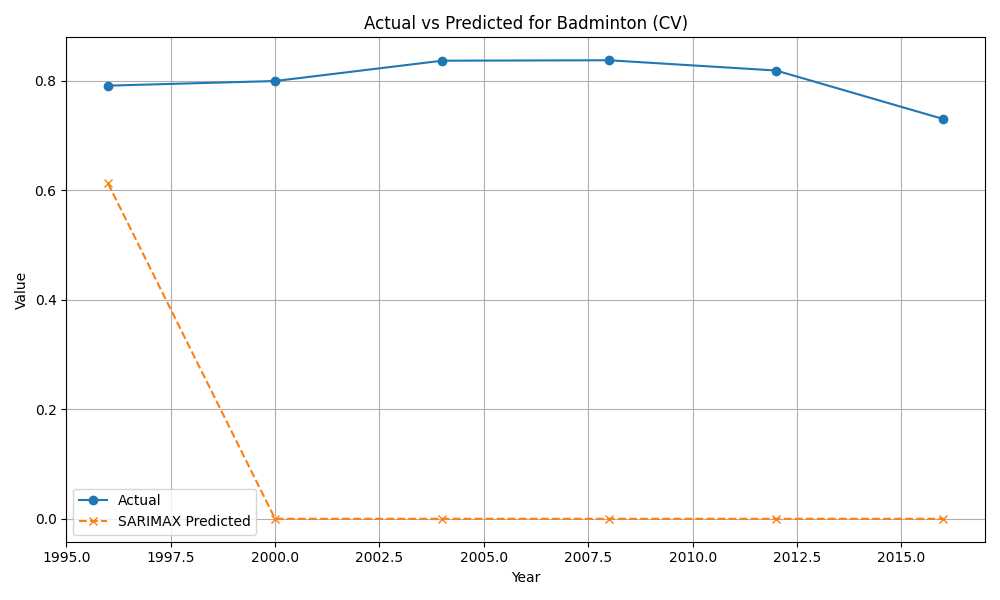 Actual vs Predicted for Badminton (CV)
Value
0.8
0.6
0.4
0.2
0.0
Actual
SARIMAX Predicted
1995.0 1997.5 2000.0 2002.5 2005.0 2007.5 2010.0 2012.5 2015.0
Year